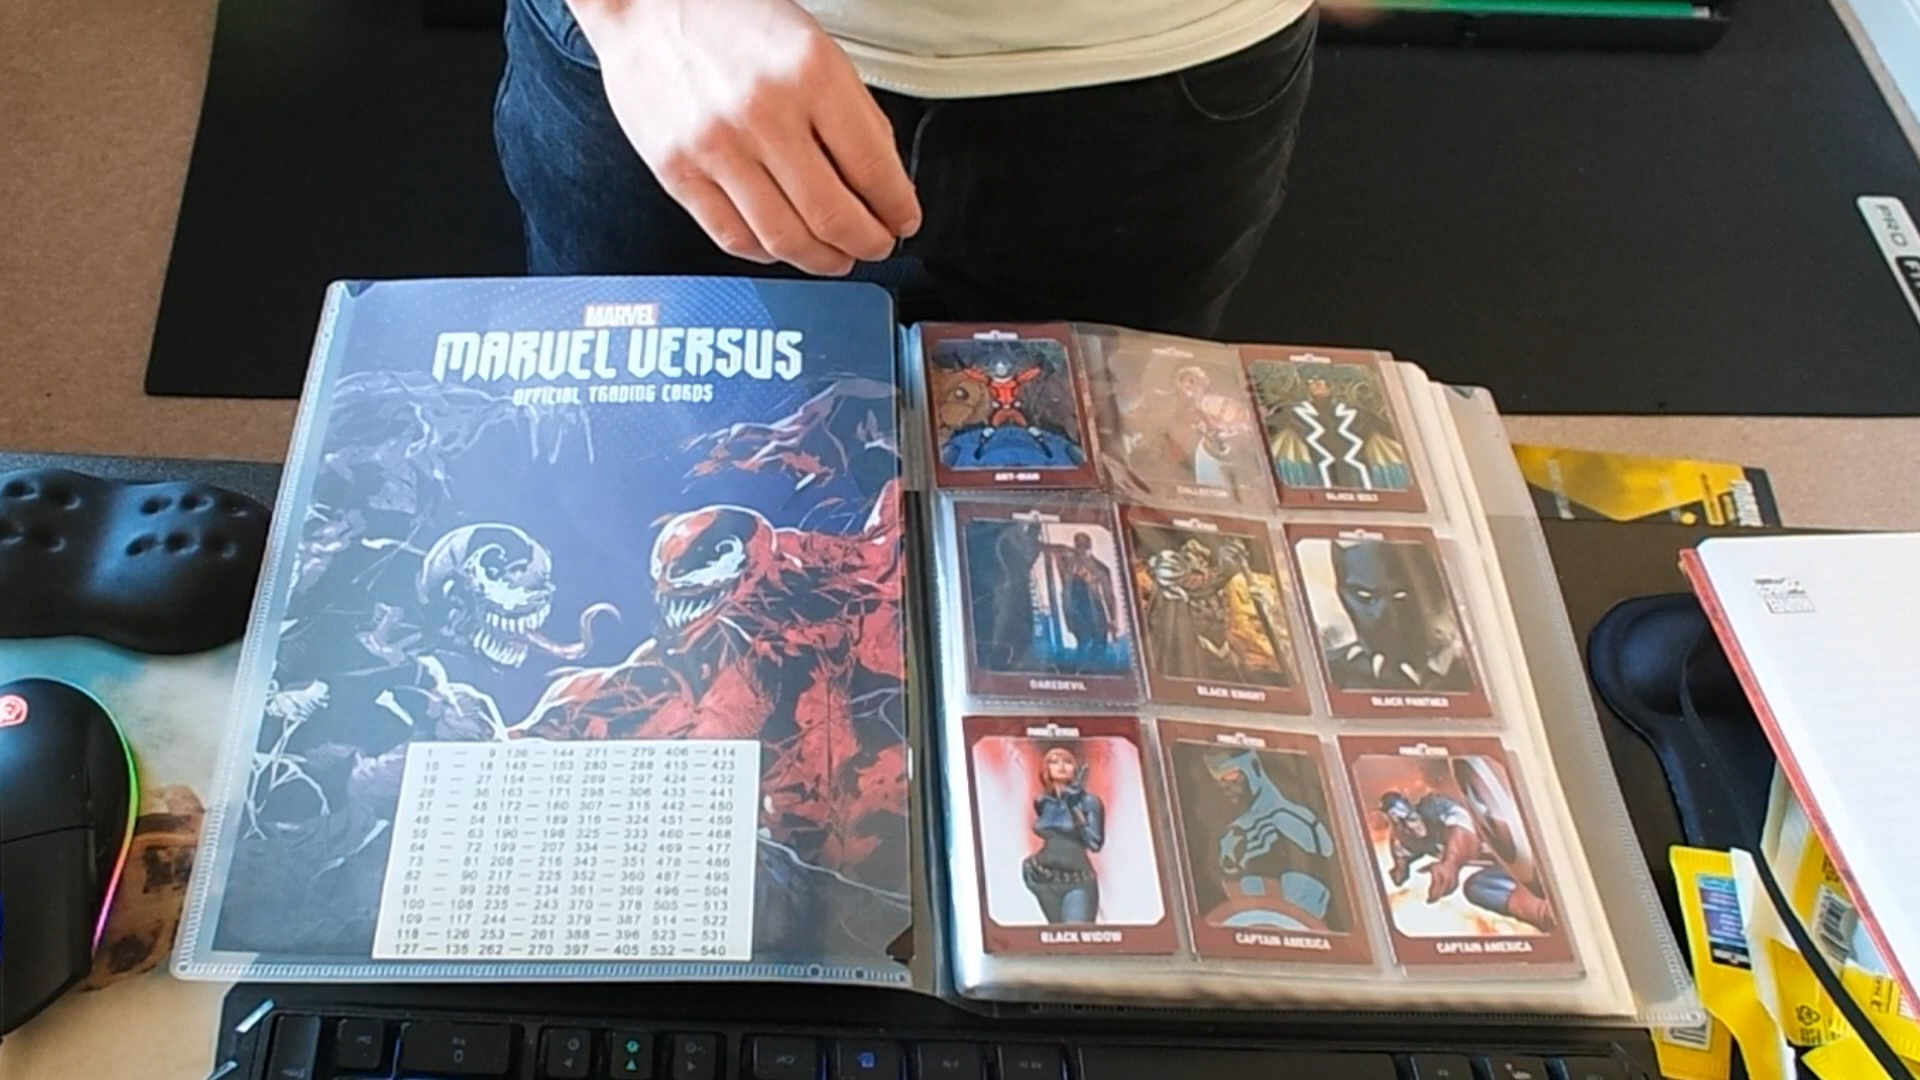 MARVEL
MARVEL VERSUS
OFFICIAL TRADING CARDS
1 — 9 136 — 144 271 — 279 406 — 414
10 — 18 145 — 153 280 — 288 415 — 423
19 — 27 154 — 162 289 — 297 424 — 432
28 — 36 163 — 171 298 — 306 433 — 441
37 — 45 172 — 180 307 — 315 442 — 450
46 — 54 181 — 189 316 — 324 451 — 459
55 — 63 190 — 198 325 — 333 460 — 468
64 — 72 199 — 207 334 — 342 469 — 477
73 — 81 208 — 216 343 — 351 478 — 486
82 — 90 217 — 225 352 — 360 487 — 495
91 — 99 226 — 234 361 — 369 496 — 504
100 — 108 235 — 243 370 — 378 505 — 513
109 — 117 244 — 252 379 — 387 514 — 522
118 — 126 253 — 261 388 — 396 523 — 531
127 — 135 262 — 270 397 — 405 532 — 540
ANT-MAN
COLLECTOR
BLACK BOLT
DAREDEVIL
BLACK KNIGHT
BLACK PANTHER
BLACK WIDOW
CAPTAIN AMERICA
CAPTAIN AMERICA
PRO